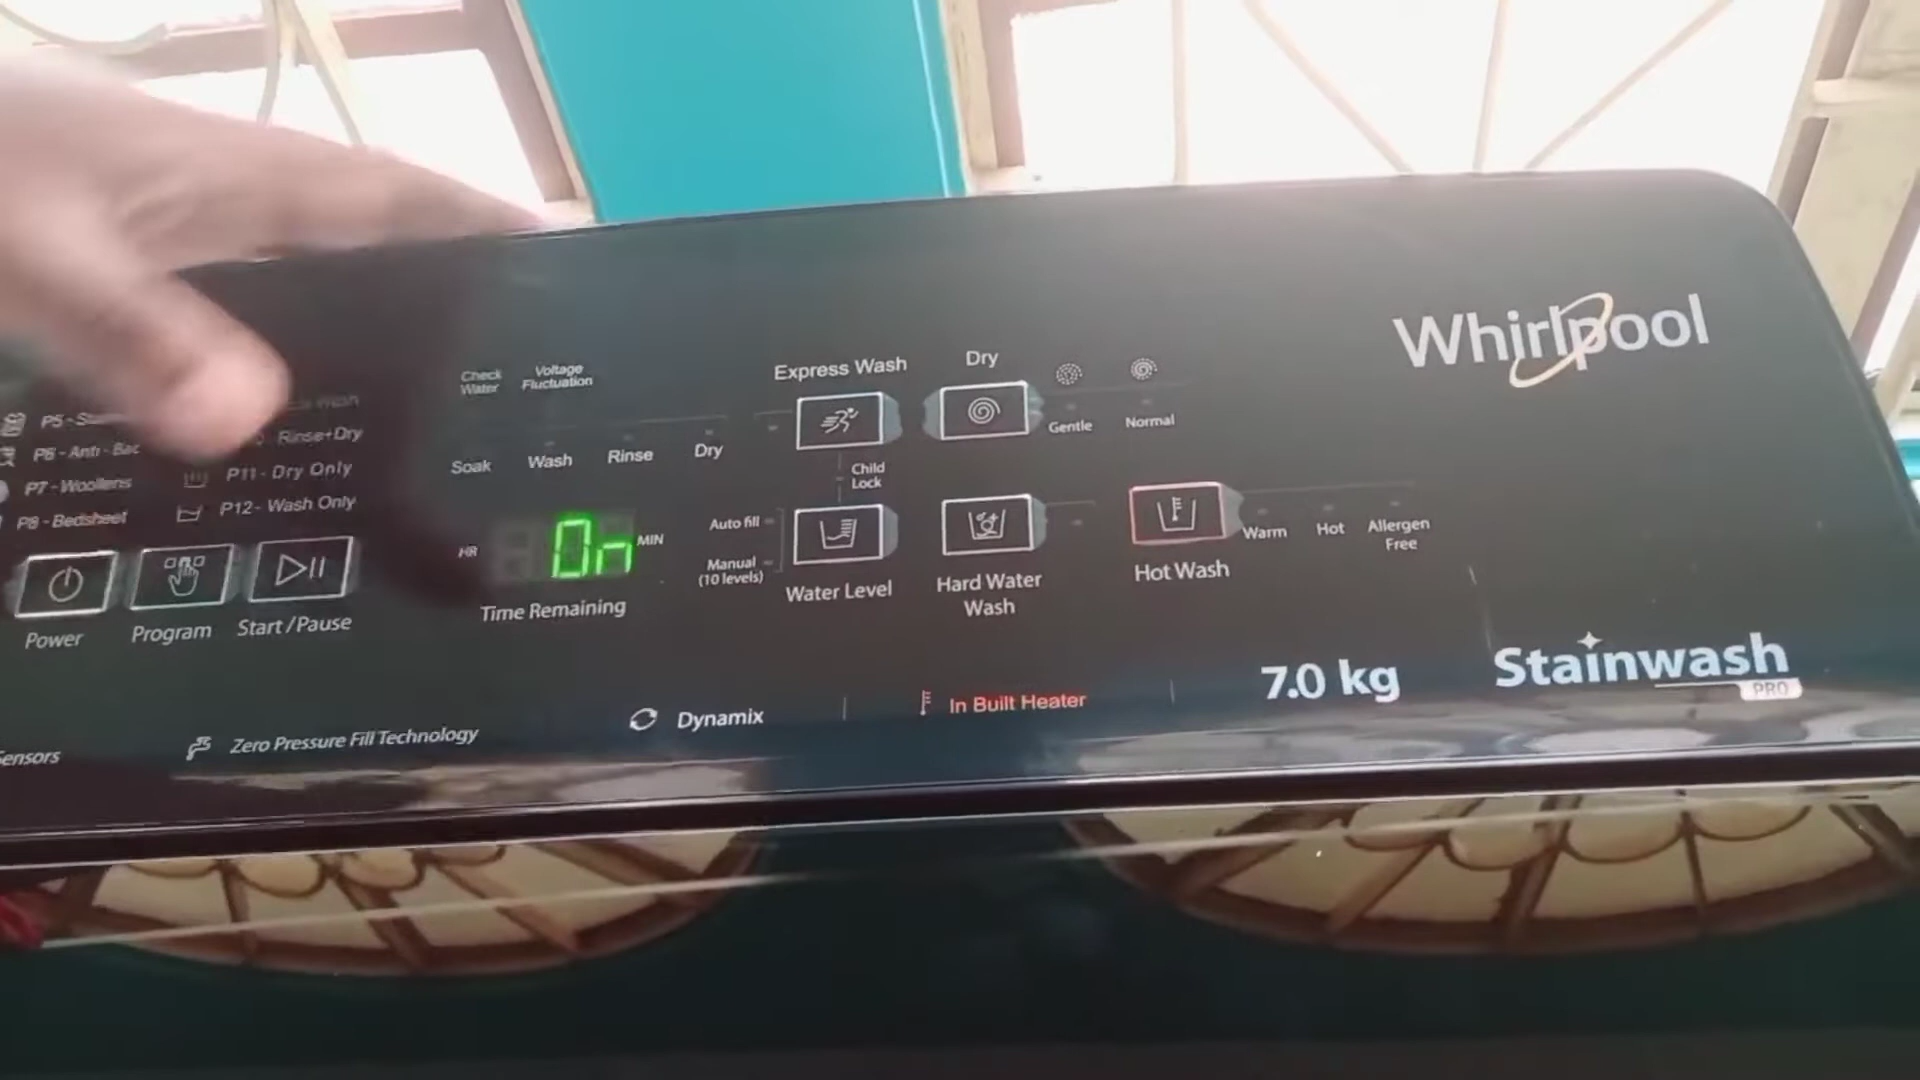 Whirlpool
Check
Water
Voltage
Fluctuation
Express Wash
Dry
Gentle
Normal
P5 -
P6 - Anti - Bac
P7 - Woollens
P8 - Bedsheet
Wash
Rinse+Dry
P11 - Dry Only
P12 - Wash Only
Soak
Wash
Rinse
Dry
Child
Lock
HR
On
MIN
Time Remaining
Auto fill
Manual
(10 levels)
Water Level
Hard Water
Wash
Hot Wash
Warm
Hot
Allergen
Free
Power
Program
Start/Pause
ensors
Zero Pressure Fill Technology
Dynamix
In Built Heater
7.0 kg
Stainwash
PRO